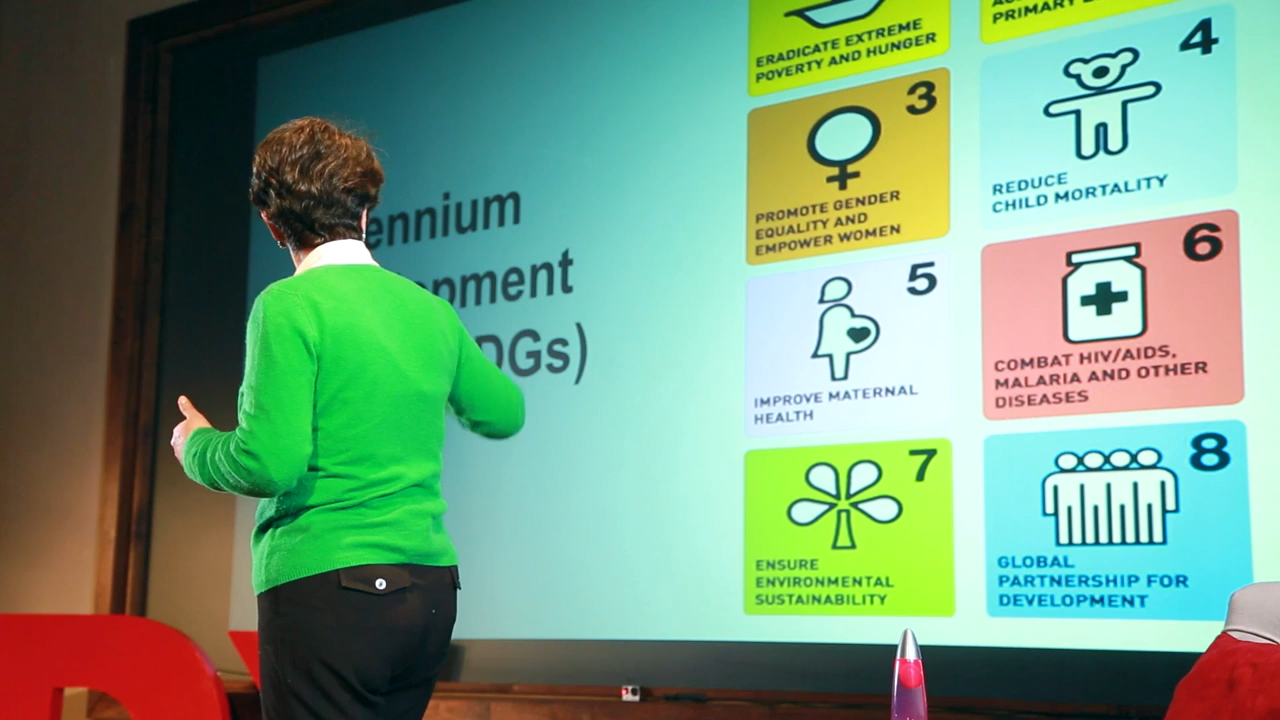 ennium
pment
DGs)
ERADICATE EXTREME
POVERTY AND HUNGER
PRIMARY
3
PROMOTE GENDER
EQUALITY AND
EMPOWER WOMEN
4
REDUCE
CHILD MORTALITY
5
IMPROVE MATERNAL
HEALTH
6
COMBAT HIV/AIDS,
MALARIA AND OTHER
DISEASES
7
ENSURE
ENVIRONMENTAL
SUSTAINABILITY
8
GLOBAL
PARTNERSHIP FOR
DEVELOPMENT